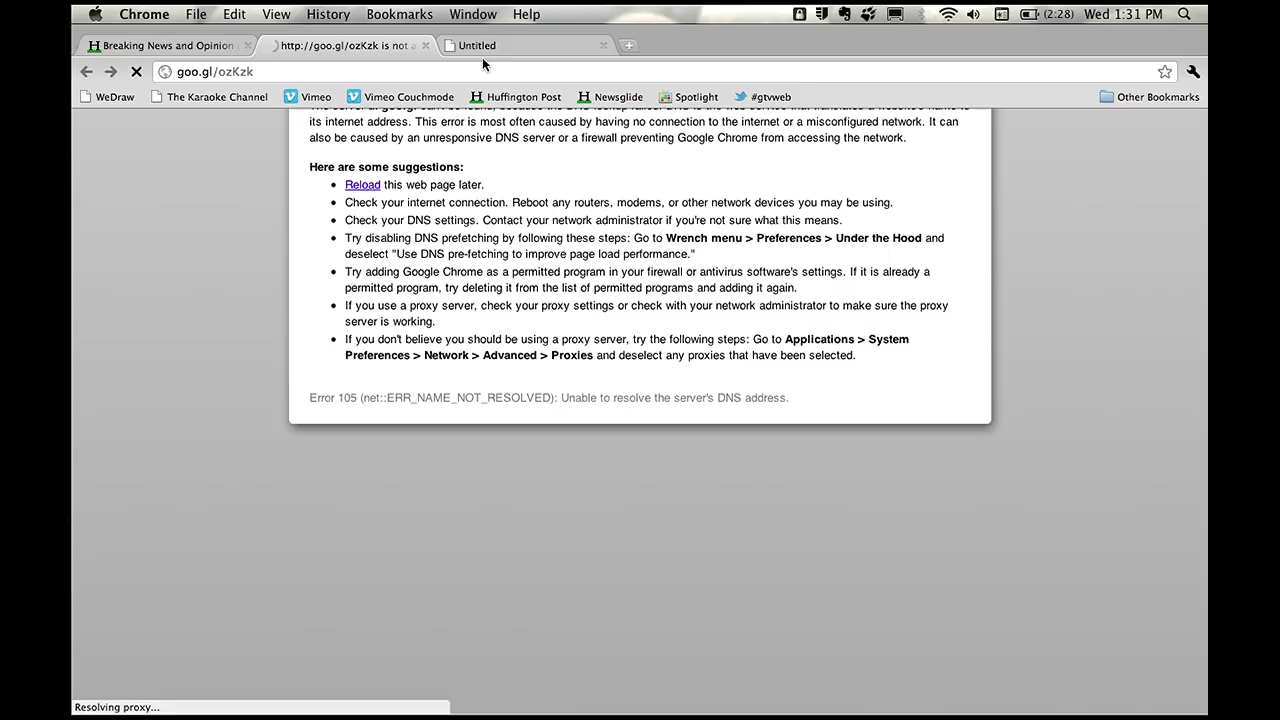 Chrome File Edit View History Bookmarks Window Help (2:28) Wed 1:31 PM
Breaking News and Opinion http://goo.gl/ozKzk is not a Untitled
goo.gl/ozKzk
WeDraw The Karaoke Channel Vimeo Vimeo Couchmode Huffington Post Newsglide Spotlight #gtvweb Other Bookmarks
its internet address. This error is most often caused by having no connection to the internet or a misconfigured network. It can
also be caused by an unresponsive DNS server or a firewall preventing Google Chrome from accessing the network.
Here are some suggestions:
Reload this web page later.
Check your internet connection. Reboot any routers, modems, or other network devices you may be using.
Check your DNS settings. Contact your network administrator if you're not sure what this means.
Try disabling DNS prefetching by following these steps: Go to Wrench menu > Preferences > Under the Hood and
deselect "Use DNS pre-fetching to improve page load performance."
Try adding Google Chrome as a permitted program in your firewall or antivirus software's settings. If it is already a
permitted program, try deleting it from the list of permitted programs and adding it again.
If you use a proxy server, check your proxy settings or check with your network administrator to make sure the proxy
server is working.
If you don't believe you should be using a proxy server, try the following steps: Go to Applications > System
Preferences > Network > Advanced > Proxies and deselect any proxies that have been selected.
Error 105 (net::ERR_NAME_NOT_RESOLVED): Unable to resolve the server's DNS address.
Resolving proxy...